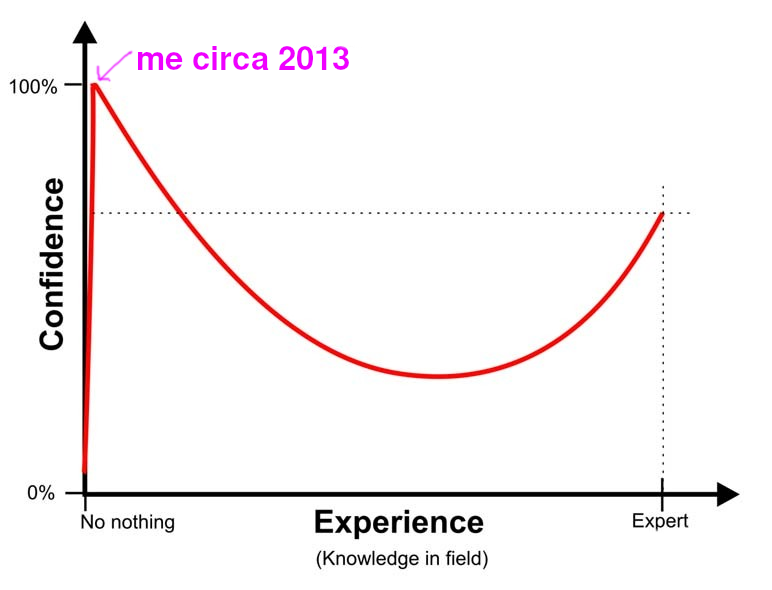 me circa 2013
100%
Confidence
0%
No nothing
Experience
Expert
(Knowledge in field)